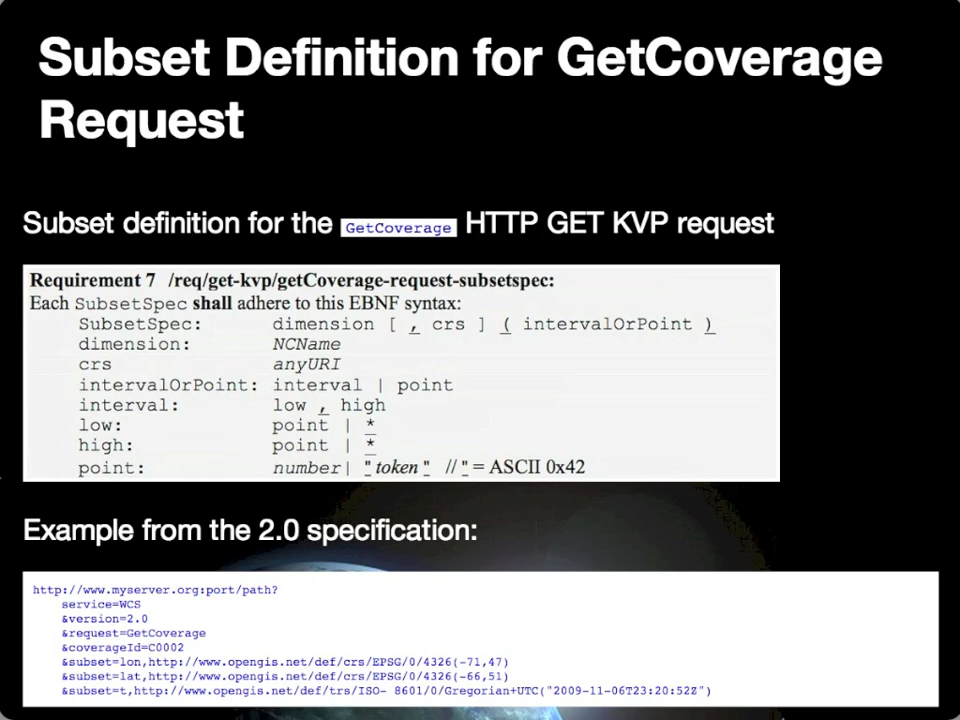 Subset Definition for GetCoverage
Request
Subset definition for the GetCoverage HTTP GET KVP request
Requirement 7 /req/get-kvp/getCoverage-request-subsetspec:
Each SubsetSpec shall adhere to this EBNF syntax:
SubsetSpec: dimension [ , crs ] ( intervalOrPoint )
dimension: NCName
crs anyURI
intervalOrPoint: interval | point
interval: low , high
low: point | *
high: point | *
point: number| " token " // " = ASCII 0x42
Example from the 2.0 specification:
http://www.myserver.org:port/path?
service=WCS
&version=2.0
&request=GetCoverage
&coverageId=C0002
&subset=lon,http://www.opengis.net/def/crs/EPSG/0/4326(-71,47)
&subset=lat,http://www.opengis.net/def/crs/EPSG/0/4326(-66,51)
&subset=t,http://www.opengis.net/def/trs/ISO- 8601/0/Gregorian+UTC("2009-11-06T23:20:52Z")